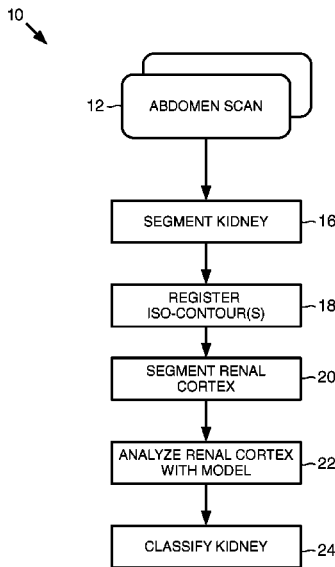 10
12
ABDOMEN SCAN
SEGMENT KIDNEY
16
REGISTER
ISO-CONTOUR(S)
18
SEGMENT RENAL
CORTEX
20
ANALYZE RENAL CORTEX
WITH MODEL
22
CLASSIFY KIDNEY
24